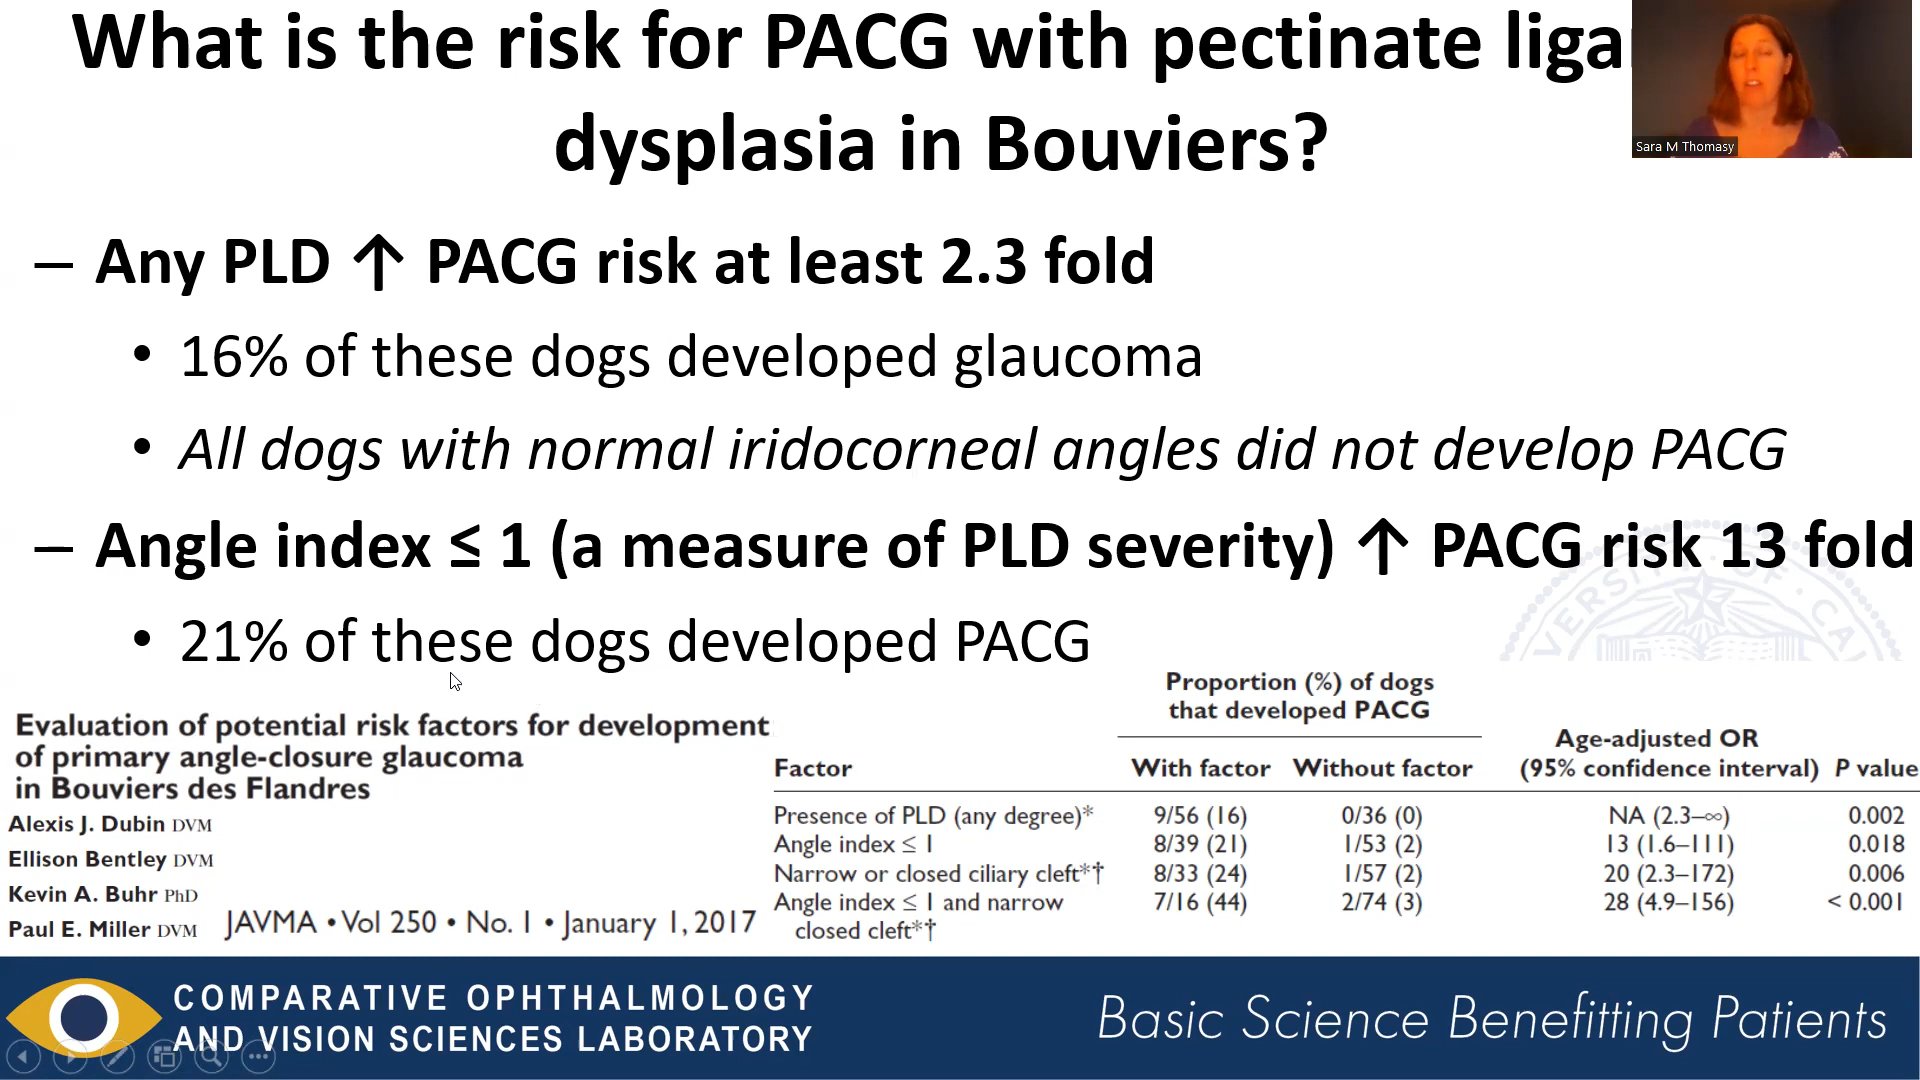 What is the risk for PACG with pectinate liga
dysplasia in Bouviers?
Sara M Thomasy
– Any PLD ↑ PACG risk at least 2.3 fold
• 16% of these dogs developed glaucoma
• All dogs with normal iridocorneal angles did not develop PACG
– Angle index ≤ 1 (a measure of PLD severity) ↑ PACG risk 13 fold
• 21% of these dogs developed PACG
Evaluation of potential risk factors for development
of primary angle-closure glaucoma
in Bouviers des Flandres
Alexis J. Dubin DVM
Ellison Bentley DVM
Kevin A. Buhr PhD
Paul E. Miller DVM
JAVMA • Vol 250 • No. 1 • January 1, 2017
Proportion (%) of dogs
that developed PACG
Age-adjusted OR
Factor With factor Without factor (95% confidence interval) P value
Presence of PLD (any degree)* 9/56 (16) 0/36 (0) NA (2.3–∞) 0.002
Angle index ≤ 1 8/39 (21) 1/53 (2) 13 (1.6–111) 0.018
Narrow or closed ciliary cleft*† 8/33 (24) 1/57 (2) 20 (2.3–172) 0.006
Angle index ≤ 1 and narrow 7/16 (44) 2/74 (3) 28 (4.9–156) < 0.001
closed cleft*†
COMPARATIVE OPHTHALMOLOGY
AND VISION SCIENCES LABORATORY
Basic Science Benefitting Patients